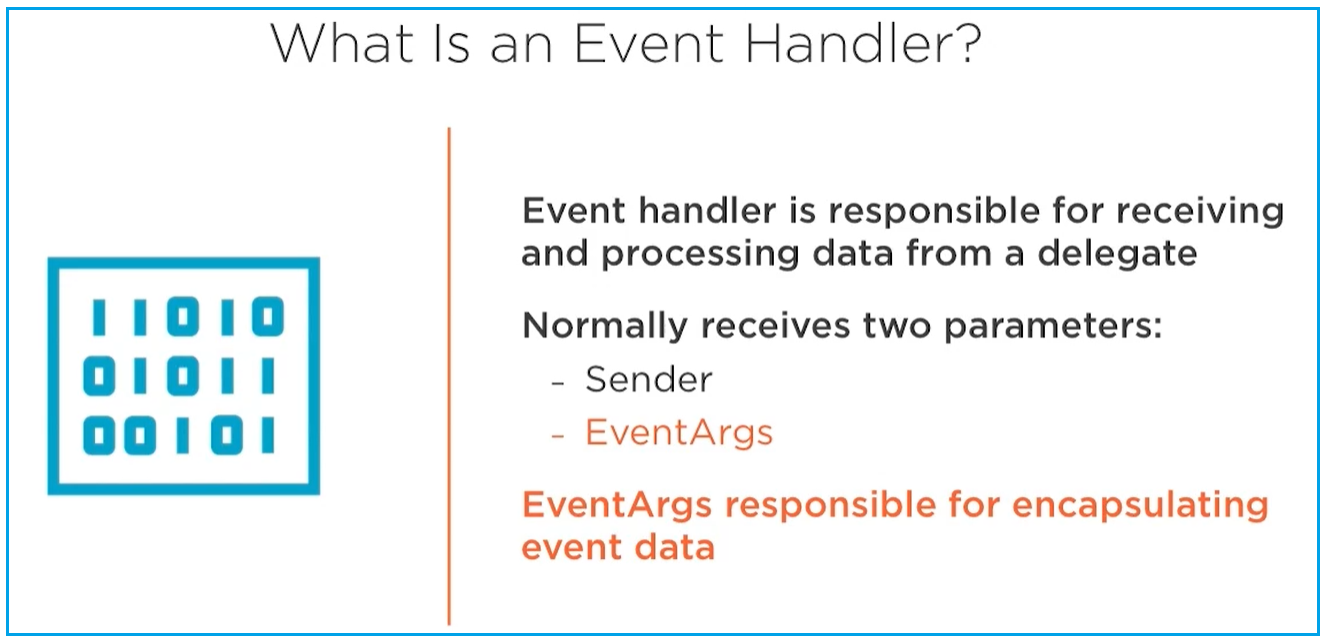 What Is an Event Handler?
11010
01011
00101
Event handler is responsible for receiving
and processing data from a delegate
Normally receives two parameters:
- Sender
- EventArgs
EventArgs responsible for encapsulating
event data